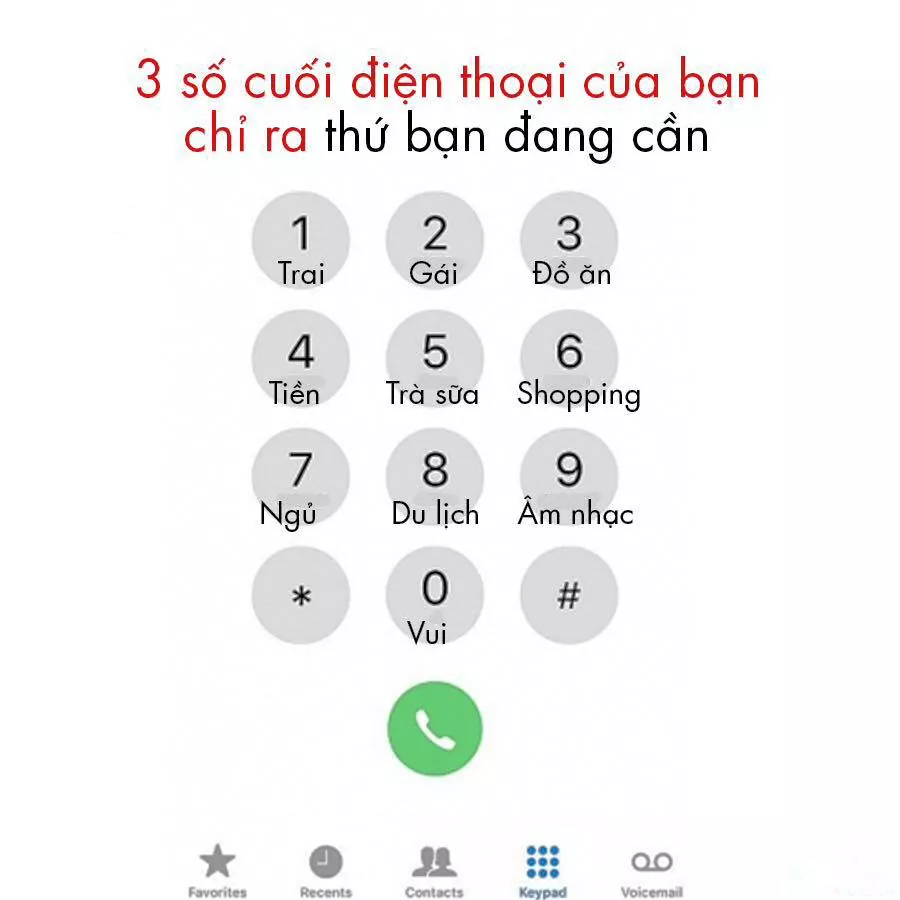 3 số cuối điện thoại của bạn
chỉ ra thứ bạn đang cần
1 2 3
Trai Gái Đồ ăn
4 5 6
Tiền Trà sữa Shopping
7 8 9
Ngủ Du lịch Âm nhạc
* 0 #
Vui
Favorites Recents Contacts Keypad Voicemail